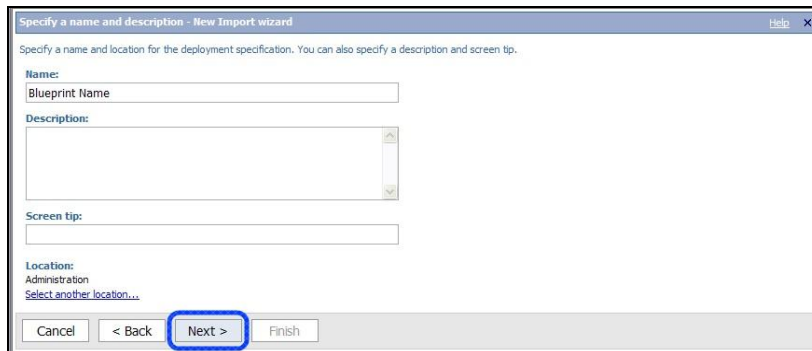 Specify a name and description - New Import wizard
Help X
Specify a name and location for the deployment specification. You can also specify a description and screen tip.
Name:
Blueprint Name
Description:
Screen tip:
Location:
Administration
Select another location...
Cancel < Back Next > Finish